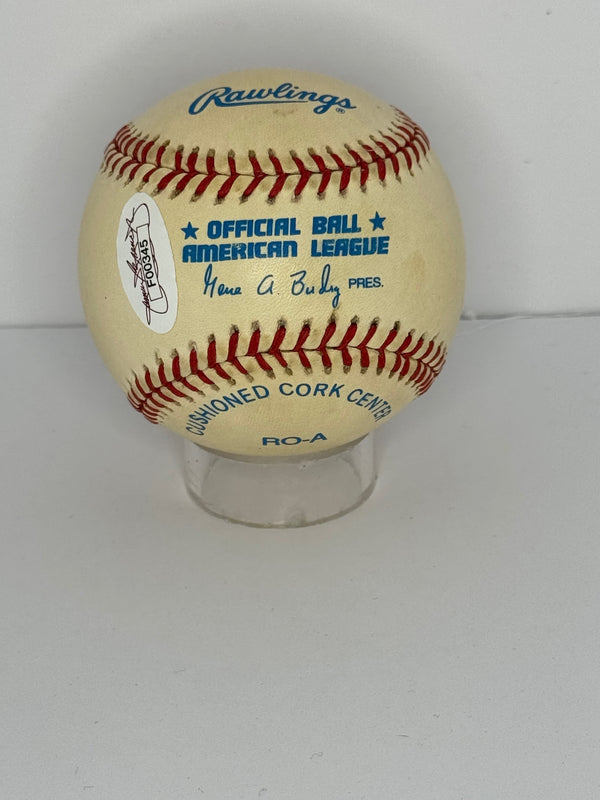 Rawlings®
★ OFFICIAL BALL ★
AMERICAN LEAGUE
Gene A. Budig PRES.
F00345
CUSHIONED CORK CENTER
RO-A